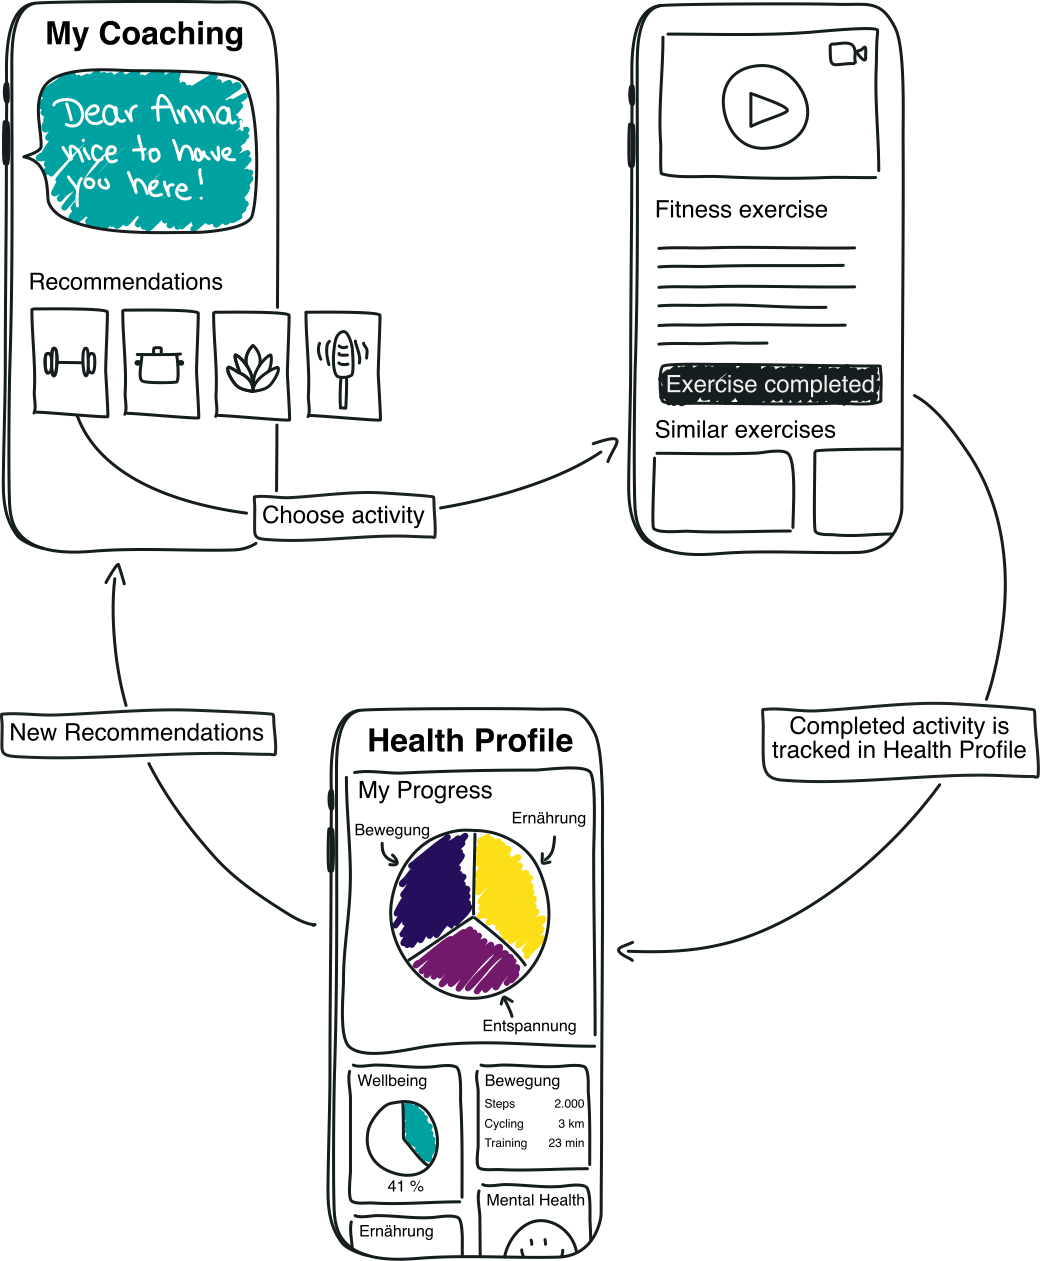 My Coaching
Dear Anna,
nice to have
you here!
Recommendations
Choose activity
Fitness exercise
Exercise completed
Similar exercises
Completed activity is
tracked in Health Profile
Health Profile
My Progress
Bewegung
Ernährung
Entspannung
Wellbeing
41 %
Bewegung
Steps 2.000
Cycling 3 km
Training 23 min
Mental Health
Ernährung
New Recommendations